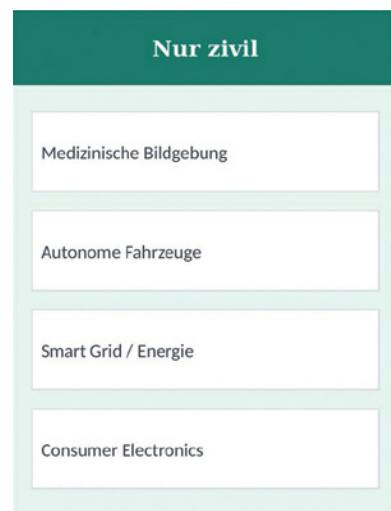 Nur zivil
Medizinische Bildgebung
Autonome Fahrzeuge
Smart Grid / Energie
Consumer Electronics